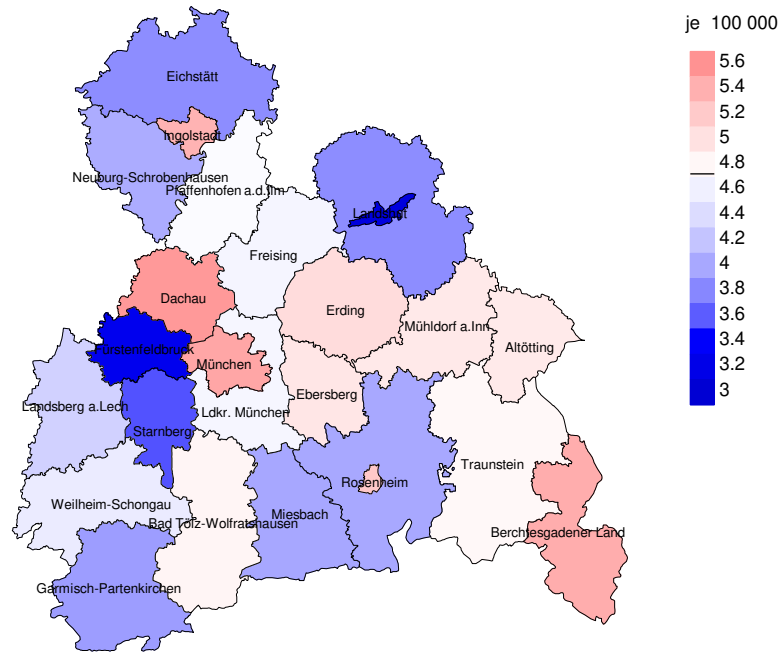 je 100 000
5.6
5.4
5.2
5
4.8
4.6
4.4
4.2
4
3.8
3.6
3.4
3.2
3
Eichstätt
Ingolstadt
Neuburg-Schrobenhausen
Pfaffenhofen a.d.Ilm
Landshut
Freising
Dachau
Erding
Mühldorf a.Inn
Altötting
Fürstenfeldbruck
München
Ebersberg
Landsberg a.Lech
Ldkr. München
Starnberg
Traunstein
Rosenheim
Weilheim-Schongau
Miesbach
Bad Tölz-Wolfratshausen
Berchtesgadener Land
Garmisch-Partenkirchen